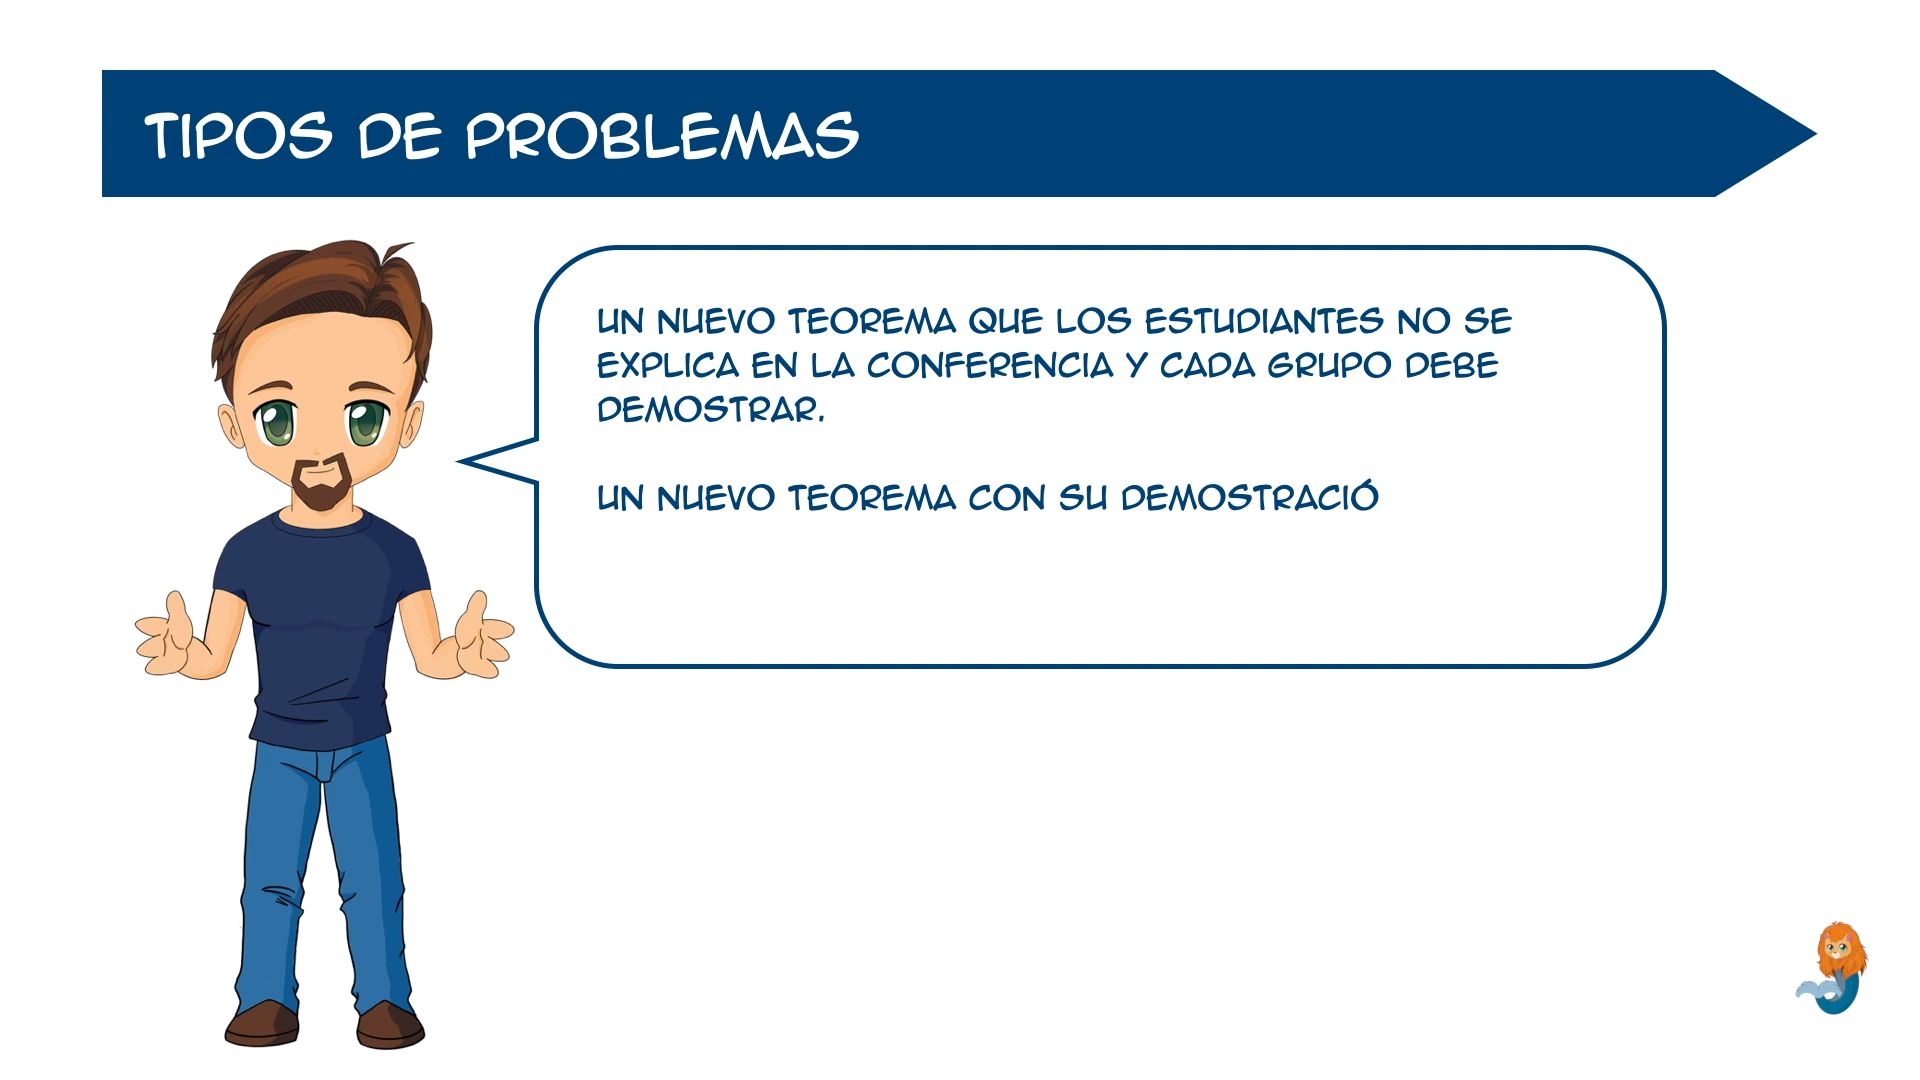 TIPOS DE PROBLEMAS
UN NUEVO TEOREMA QUE LOS ESTUDIANTES NO SE
EXPLICA EN LA CONFERENCIA Y CADA GRUPO DEBE
DEMOSTRAR.
UN NUEVO TEOREMA CON SU DEMOSTRACIÓ